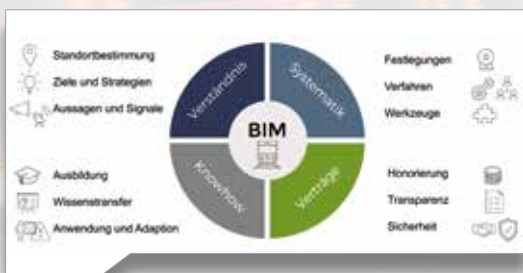 Standortbestimmung
Ziele und Strategien
Aussagen und Signale
Verständnis
Systematik
Festlegungen
Verfahren
Werkzeuge
BIM
Ausbildung
Wissenstransfer
Anwendung und Adaption
Knowhow
Verträge
Honorierung
Transparenz
Sicherheit